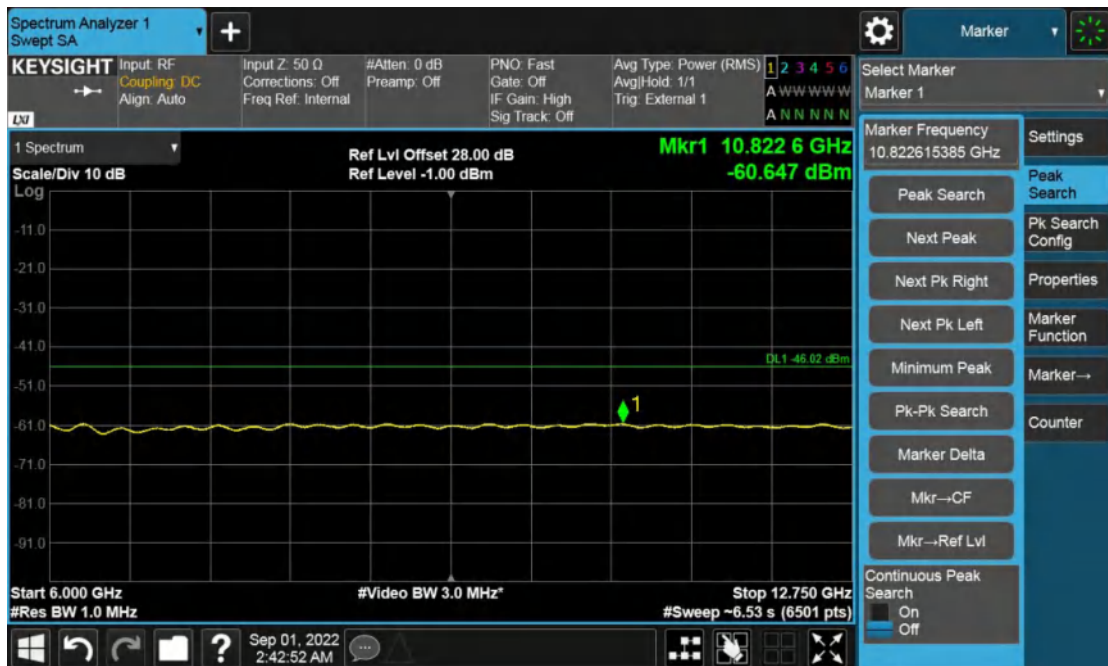 Spectrum Analyzer 1
Swept SA
+
Marker
KEYSIGHT
LXI
Input: RF
Coupling: DC
Align: Auto
Input Z: 50 Ω
Corrections: Off
Freq Ref: Internal
#Atten: 0 dB
Preamp: Off
PNO: Fast
Gate: Off
IF Gain: High
Sig Track: Off
Avg Type: Power (RMS)
Avg|Hold: 1/1
Trig: External 1
1 2 3 4 5 6
A W W W W W
A N N N N N
Select Marker
Marker 1
1 Spectrum
Scale/Div 10 dB
Log
Ref Lvl Offset 28.00 dB
Ref Level -1.00 dBm
Mkr1 10.822 6 GHz
-60.647 dBm
-11.0
-21.0
-31.0
-41.0
DL1 -46.02 dBm
-51.0
1
-61.0
-71.0
-81.0
-91.0
Start 6.000 GHz
#Res BW 1.0 MHz
#Video BW 3.0 MHz*
Stop 12.750 GHz
#Sweep ~6.53 s (6501 pts)
Marker Frequency
10.822615385 GHz
Peak Search
Next Peak
Next Pk Right
Next Pk Left
Minimum Peak
Pk-Pk Search
Marker Delta
Mkr→CF
Mkr→Ref Lvl
Continuous Peak
Search
On
Off
Settings
Peak
Search
Pk Search
Config
Properties
Marker
Function
Marker→
Counter
?
Sep 01, 2022
2:42:52 AM